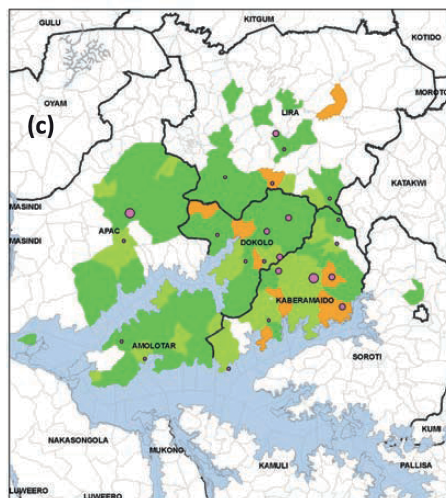 GULU
KITGUM
KOTIDO
OYAM
MOROTO
(c)
LIRA
KATAKWI
MASINDI
MASINDI
APAC
DOKOLO
KABERAMAIDO
AMOLOTAR
SOROTI
NAKASONGOLA
MUKONO
KUMI
KAMULI
PALLISA
LUWEERO
LUWEERO